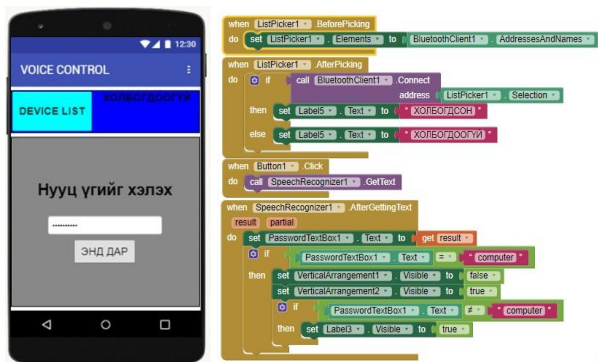 12:30
VOICE CONTROL
DEVICE LIST
ХОЛБОГДООГҮЙ
Нууц үгийг хэлэх
··········
ЭНД ДАР
when ListPicker1 .BeforePicking
do set ListPicker1 . Elements to BluetoothClient1 . AddressesAndNames
when ListPicker1 .AfterPicking
do if call BluetoothClient1 .Connect
address ListPicker1 . Selection
then set Label5 . Text to " ХОЛБОГДСОН "
else set Label5 . Text to " ХОЛБОГДООГҮЙ "
when Button1 .Click
do call SpeechRecognizer1 .GetText
when SpeechRecognizer1 .AfterGettingText
result partial
do set PasswordTextBox1 . Text to get result
if PasswordTextBox1 . Text = " computer "
then set VerticalArrangement1 . Visible to false
set VerticalArrangement2 . Visible to true
if PasswordTextBox1 . Text ≠ " computer "
then set Label3 . Visible to true